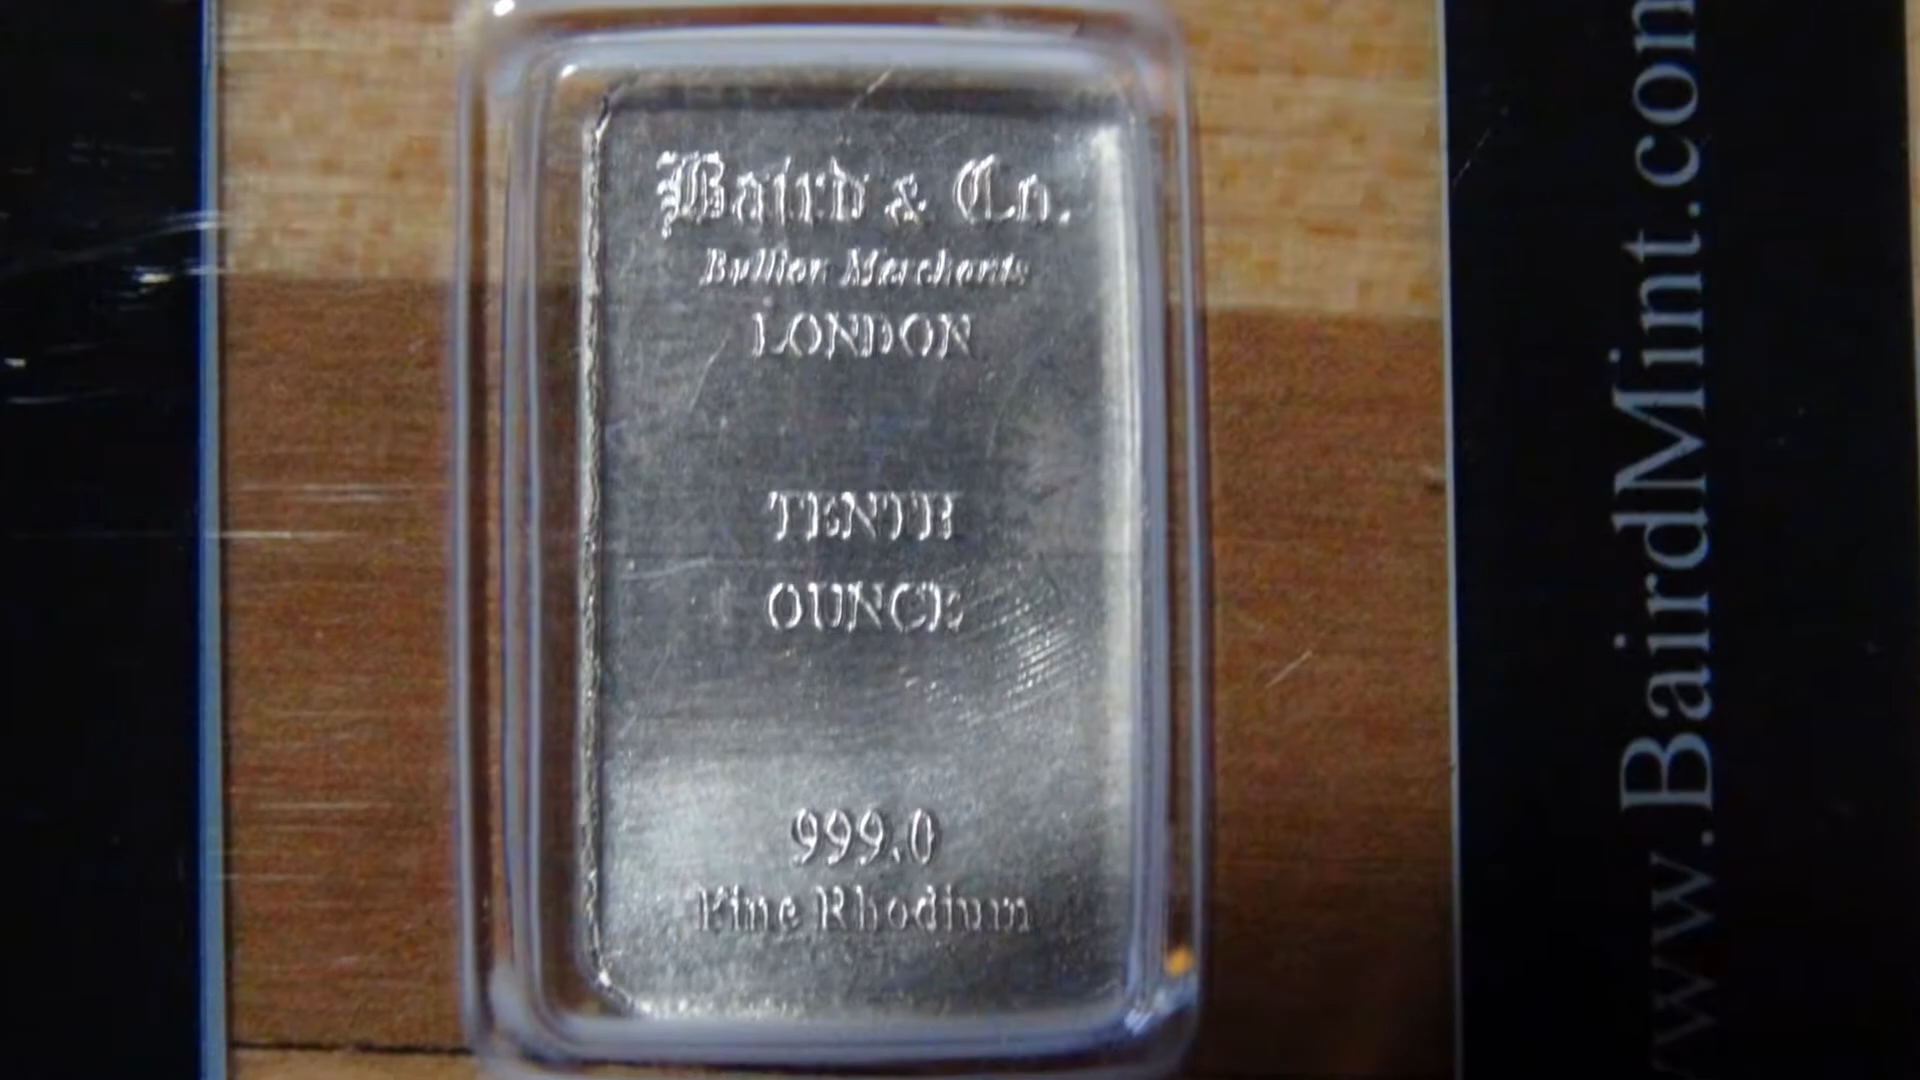 Baird & Co.
Bullion Merchants
LONDON
TENTH
OUNCE
999.0
Fine Rhodium
www.BairdMint.com